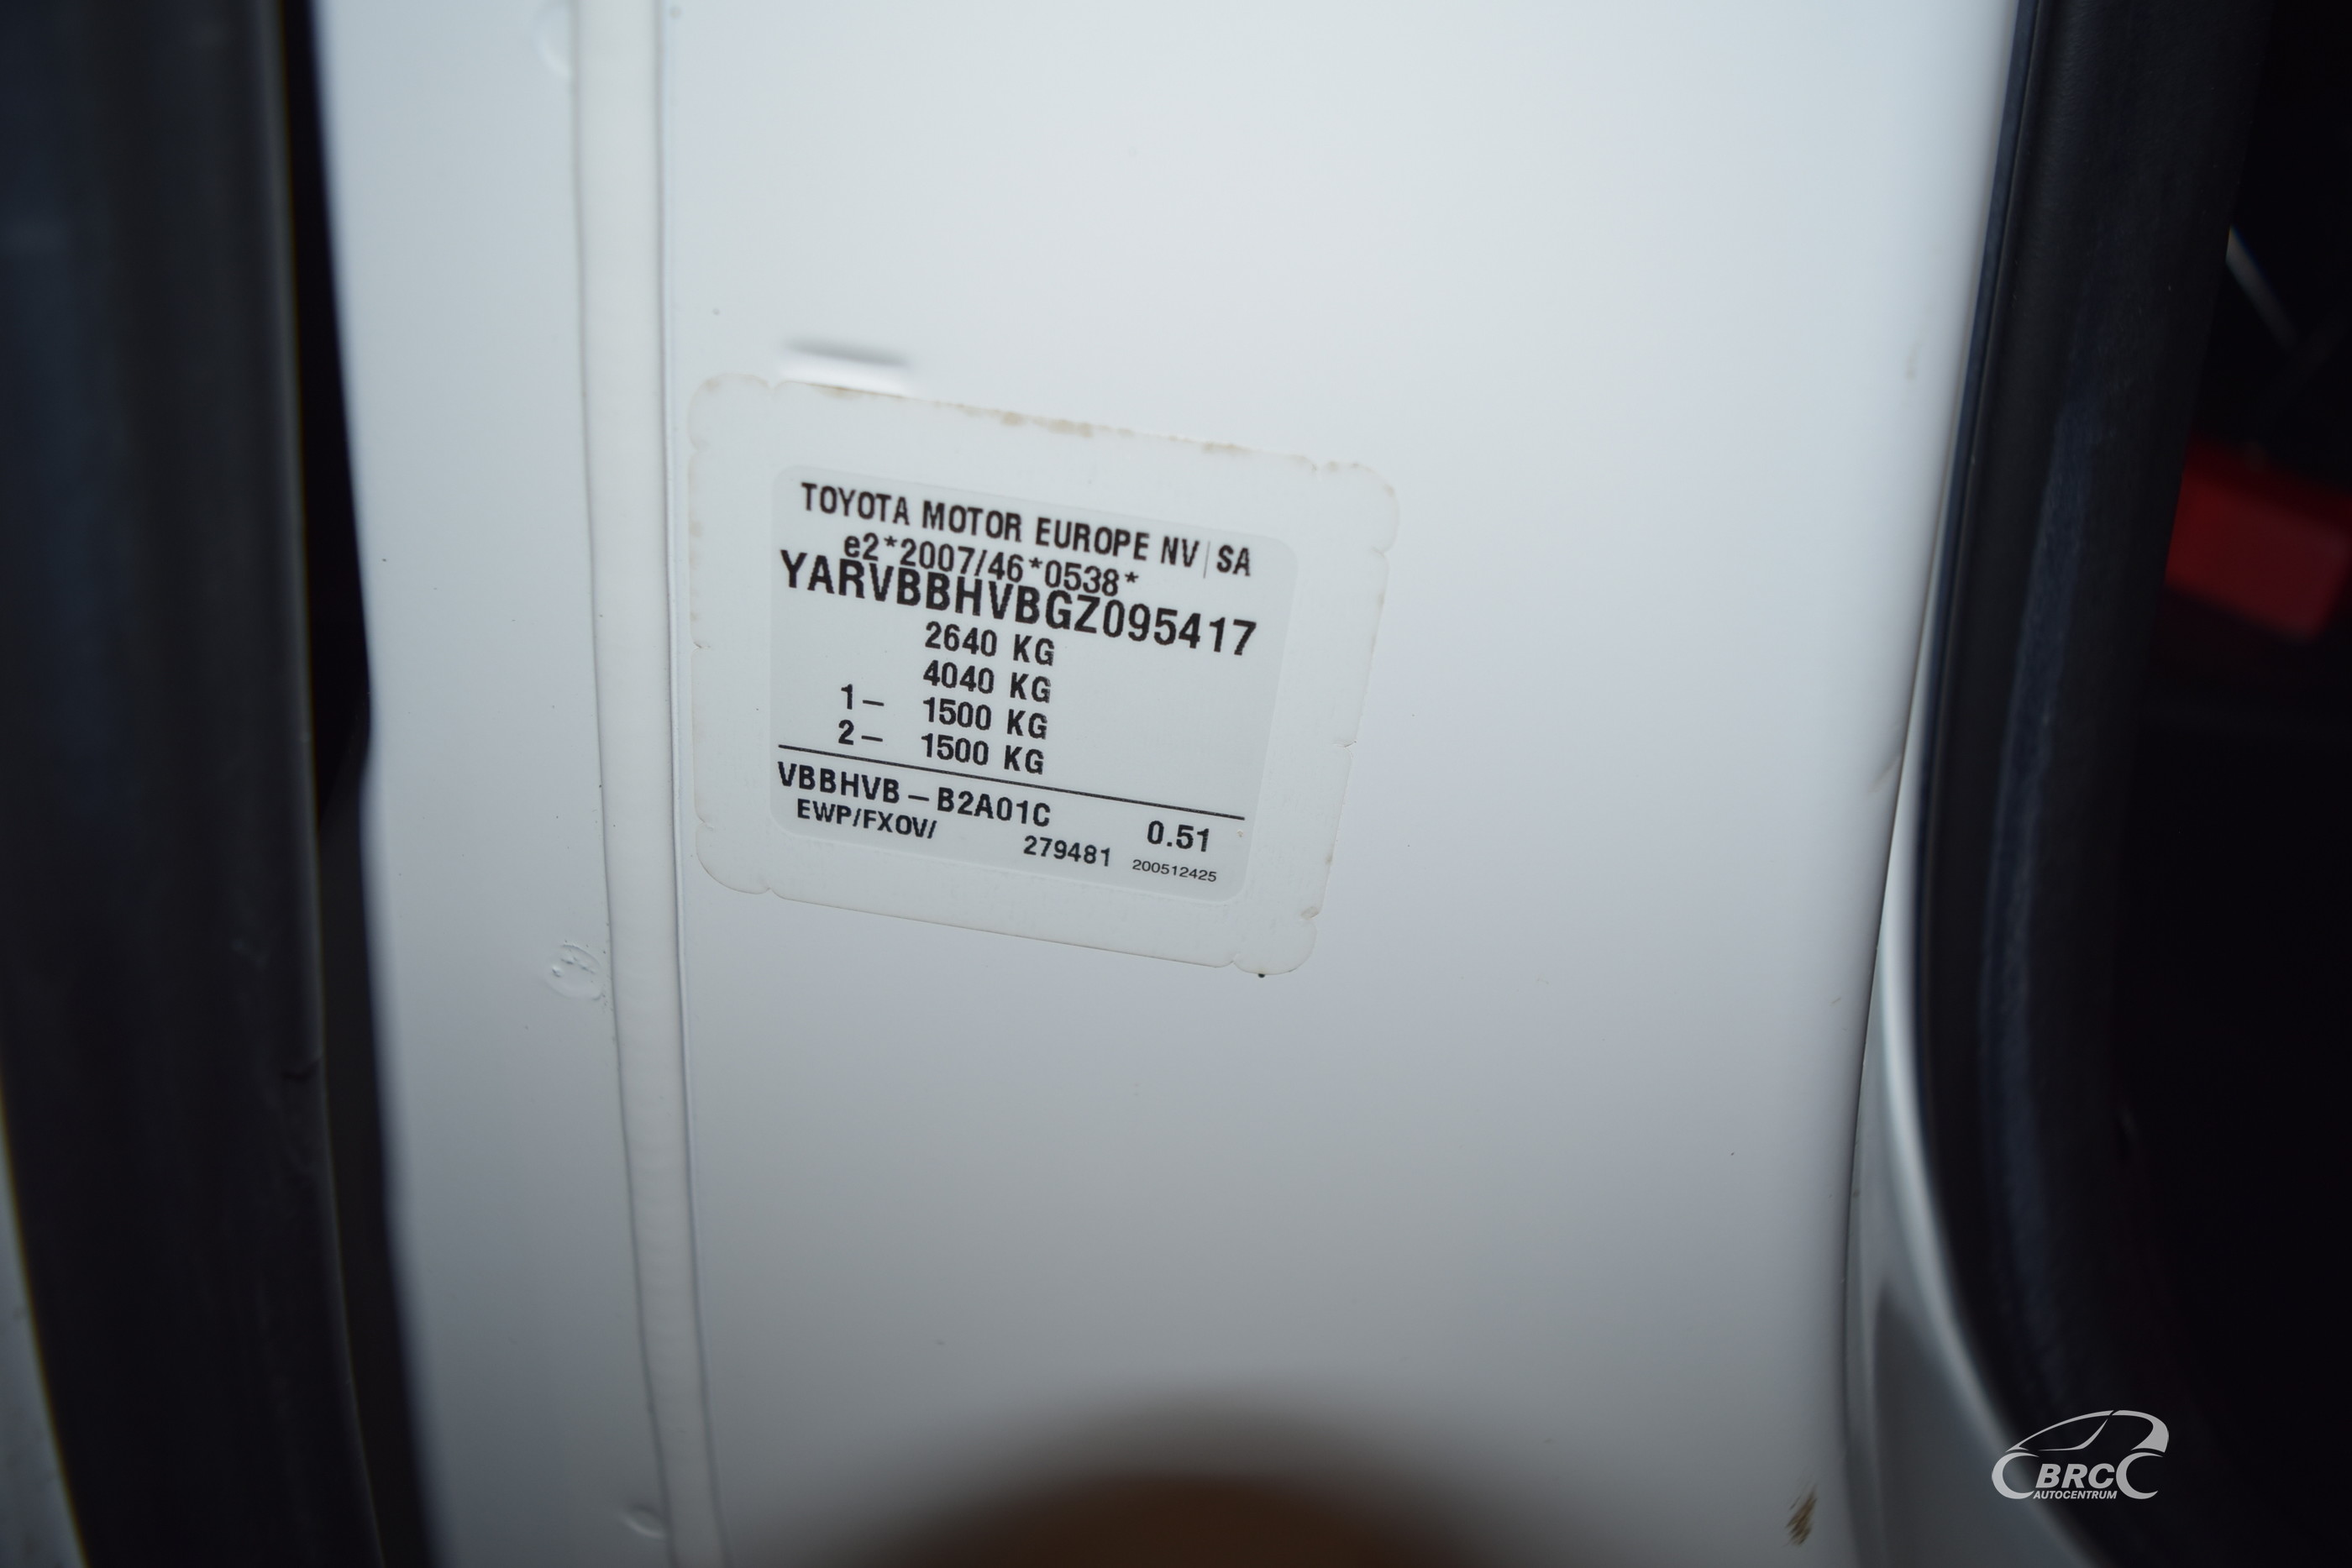 TOYOTA MOTOR EUROPE NV/SA
e2*2007/46*0538*
YARVBBHVBGZ095417
2640 KG
4040 KG
1– 1500 KG
2– 1500 KG
VBBHVB–B2A01C 0.51
EWP/FXOV/ 279481 200512425
BRC
AUTOCENTRUM